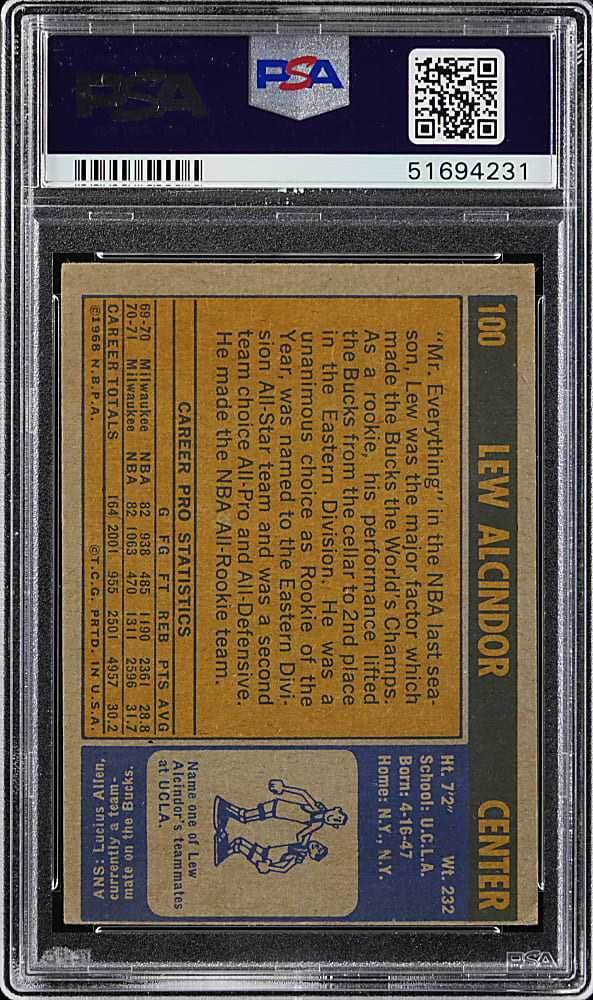 PSA
PSA
51694231
100 LEW ALCINDOR CENTER
"Mr. Everything" in the NBA last sea-
son, Lew was the major factor which
made the Bucks the World's Champs.
As a rookie, his performance lifted
the Bucks from the cellar to 2nd place
in the Eastern Division. He was a
unanimous choice as Rookie of the
Year, was named to the Eastern Divi-
sion All-Star team and was a second
team choice All-Pro and All-Defensive.
He made the NBA All-Rookie team.
CAREER PRO STATISTICS
G FG FT REB PTS AVG
69-70 Milwaukee NBA 82 938 485 1190 2361 28.8
70-71 Milwaukee NBA 82 1063 470 1311 2596 31.7
CAREER TOTALS 164 2001 955 2501 4957 30.2
©1968 N.B.P.A. ©T.C.G. PRTD. IN U.S.A.
Ht. 7'2" Wt. 232
School: U.C.L.A.
Born: 4-16-47
Home: N.Y., N.Y.
Name one of Lew
Alcindor's teammates
at UCLA.
ANS: Lucius Allen,
currently a team-
mate on the Bucks.
PSA